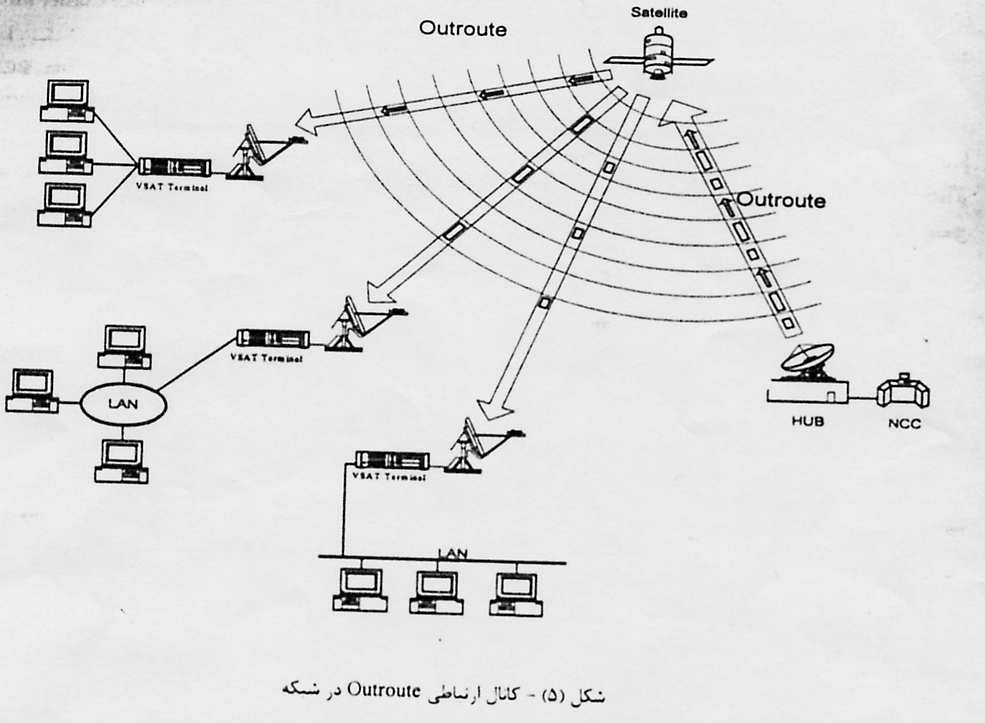 Satellite
Outroute
Outroute
VSAT Terminal
VSAT Terminal
LAN
HUB
NCC
VSAT Terminal
LAN
شکل (۵) - کانال ارتباطی Outroute در شبکه